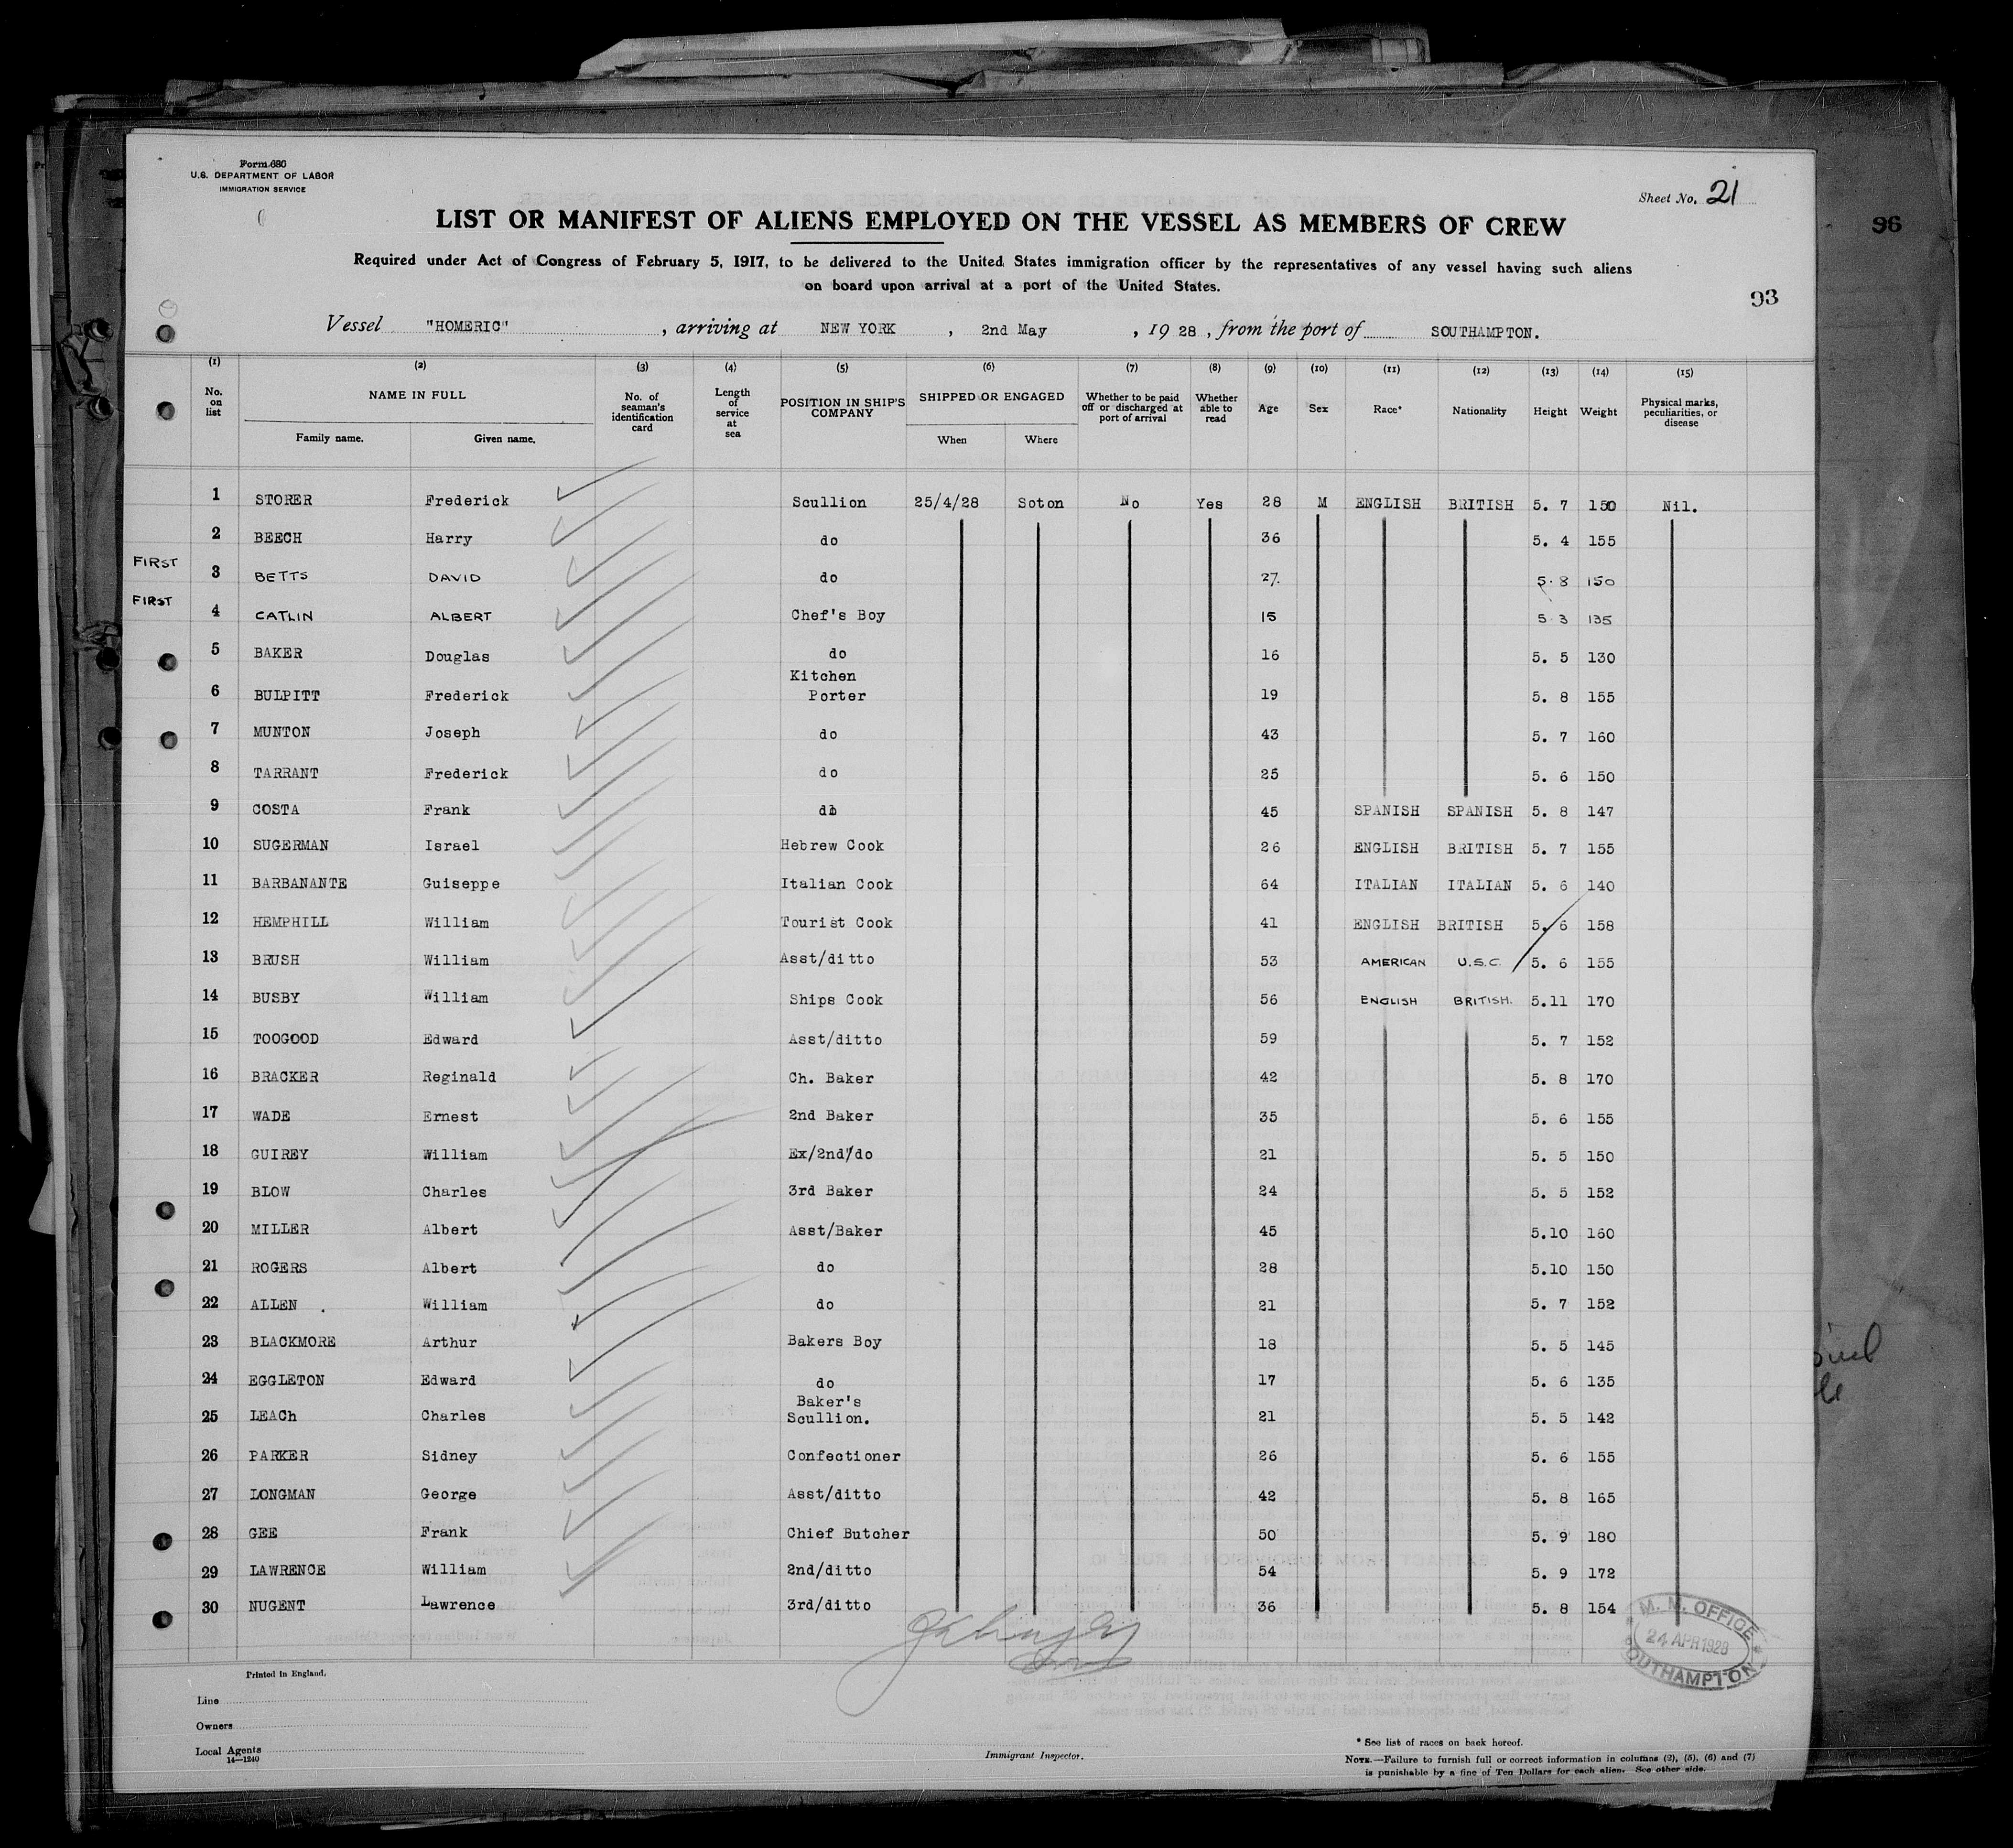 Form 680
U.S. DEPARTMENT OF LABOR
IMMIGRATION SERVICE
Sheet No. 21
96
LIST OR MANIFEST OF ALIENS EMPLOYED ON THE VESSEL AS MEMBERS OF CREW
Required under Act of Congress of February 5, 1917, to be delivered to the United States immigration officer by the representatives of any vessel having such aliens
on board upon arrival at a port of the United States.
93
Vessel "HOMERIC", arriving at NEW YORK, 2nd May, 1928, from the port of SOUTHAMPTON.
(1) (2) (3) (4) (5) (6) (7) (8) (9) (10) (11) (12) (13) (14) (15)
No. on list NAME IN FULL Family name. Given name. No. of seaman's identification card Length of service at sea POSITION IN SHIP'S COMPANY SHIPPED OR ENGAGED When Where Whether to be paid off or discharged at port of arrival Whether able to read Age Sex Race* Nationality Height Weight Physical marks, peculiarities, or disease
1 STORER Frederick Scullion 25/4/28 Soton No Yes 28 M ENGLISH BRITISH 5. 7 150 Nil.
2 BEECH Harry do 36 5. 4 155
FIRST 3 BETTS DAVID do 27. 5. 8 150
FIRST 4 CATLIN ALBERT Chef's Boy 15 5 3 135
5 BAKER Douglas do 16 5. 5 130
6 BULPITT Frederick Kitchen Porter 19 5. 8 155
7 MUNTON Joseph do 43 5. 7 160
8 TARRANT Frederick do 25 5. 6 150
9 COSTA Frank do 45 SPANISH SPANISH 5. 8 147
10 SUGERMAN Israel Hebrew Cook 26 ENGLISH BRITISH 5. 7 155
11 BARBANANTE Guiseppe Italian Cook 64 ITALIAN ITALIAN 5. 6 140
12 HEMPHILL William Tourist Cook 41 ENGLISH BRITISH 5. 6 158
13 BRUSH William Asst/ditto 53 AMERICAN U.S.C. 5. 6 155
14 BUSBY William Ships Cook 56 ENGLISH BRITISH. 5.11 170
15 TOOGOOD Edward Asst/ditto 59 5. 7 152
16 BRACKER Reginald Ch. Baker 42 5. 8 170
17 WADE Ernest 2nd Baker 35 5. 6 155
18 GUIREY William Ex/2nd/do 21 5. 5 150
19 BLOW Charles 3rd Baker 24 5. 5 152
20 MILLER Albert Asst/Baker 45 5.10 160
21 ROGERS Albert do 28 5.10 150
22 ALLEN . William do 21 5. 7 152
23 BLACKMORE Arthur Bakers Boy 18 5. 5 145
24 EGGLETON Edward do 17 5. 6 135
25 LEACh Charles Baker's Scullion. 21 5. 5 142
26 PARKER Sidney Confectioner 26 5. 6 155
27 LONGMAN George Asst/ditto 42 5. 8 165
28 GEE Frank Chief Butcher 50 5. 9 180
29 LAWRENCE William 2nd/ditto 54 5. 9 172
30 NUGENT Lawrence 3rd/ditto 36 5. 8 154
M. M. OFFICE
24 APR 1928
SOUTHAMPTON
Printed in England.
Line
Owners
Local Agents
14—1240
Immigrant Inspector.
* See list of races on back hereof.
NOTE.—Failure to furnish full or correct information in columns (2), (5), (6) and (7)
is punishable by a fine of Ten Dollars for each alien. See other side.